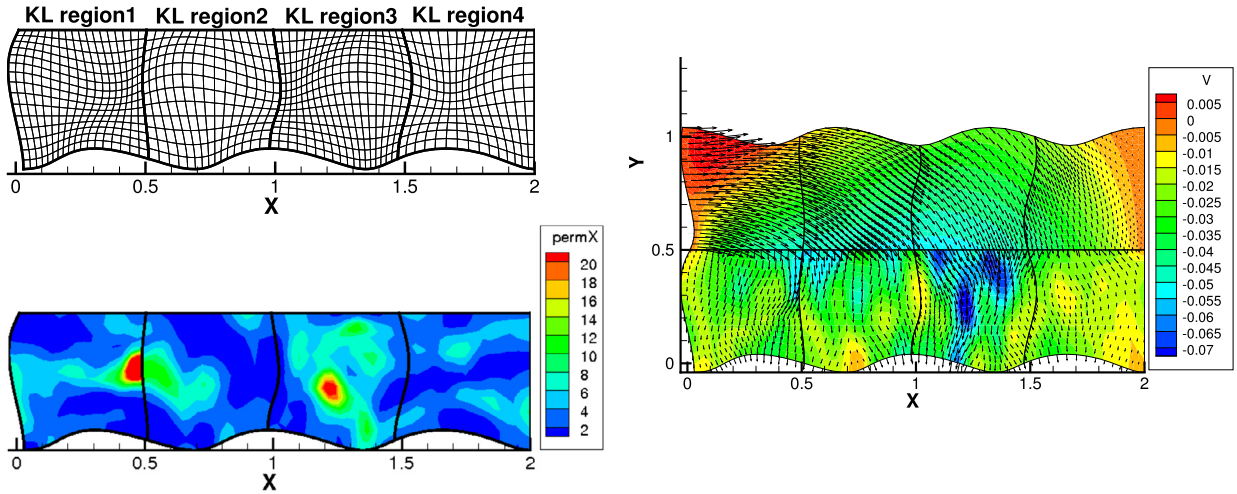 KL region1 KL region2 KL region3 KL region4
0 0.5 1 1.5 2
X
permX
20
18
16
14
12
10
8
6
4
2
0 0.5 1 1.5 2
X
Y
1
0.5
0
0 0.5 1 1.5 2
X
V
0.005
0
-0.005
-0.01
-0.015
-0.02
-0.025
-0.03
-0.035
-0.04
-0.045
-0.05
-0.055
-0.06
-0.065
-0.07